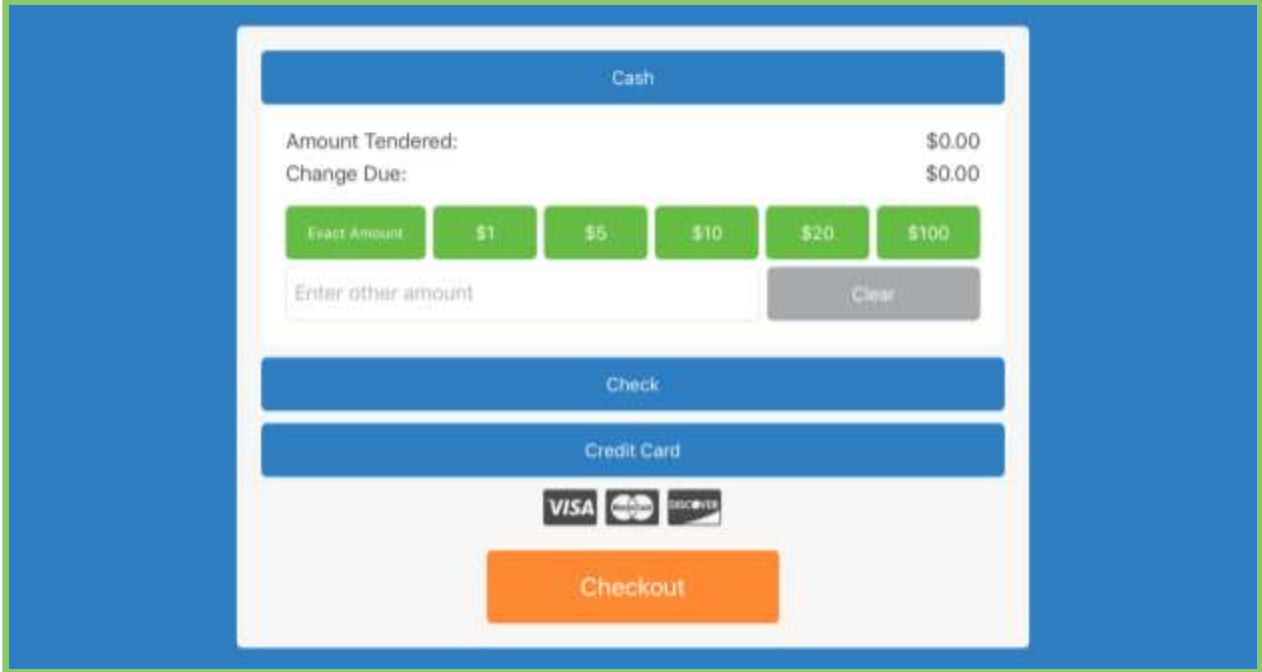 Cash
Amount Tendered: $0.00
Change Due: $0.00
Exact Amount $1 $5 $10 $20 $100
Enter other amount Clear
Check
Credit Card
VISA MasterCard DISCOVER
Checkout